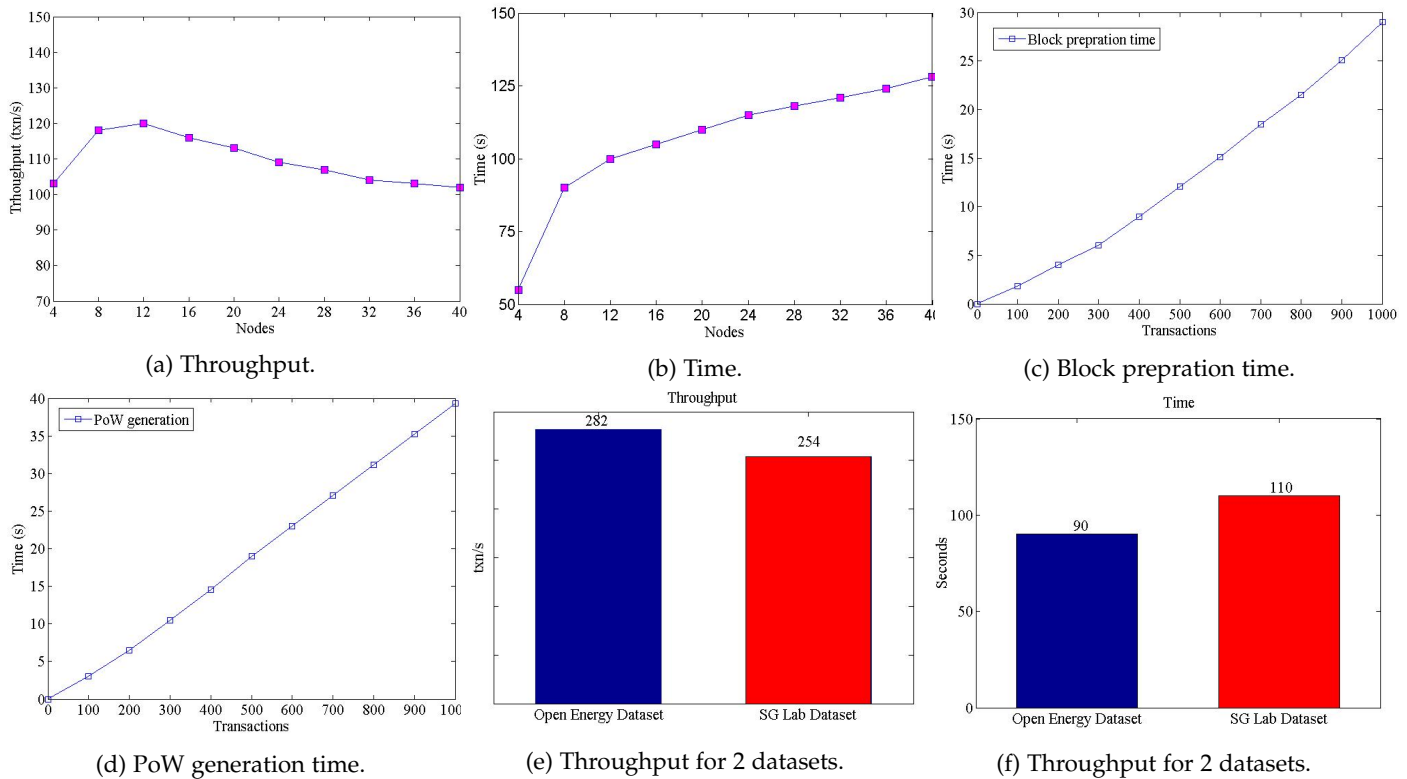 150
140
130
120
110
100
90
80
70
Trhoughput (txn/s)
4 8 12 16 20 24 28 32 36 40
Nodes
(a) Throughput.
150
125
100
75
50
Time (s)
4 8 12 16 20 24 28 32 36 40
Nodes
(b) Time.
30
25
20
15
10
5
0
Time (s)
Block prepration time
0 100 200 300 400 500 600 700 800 900 1000
Transactions
(c) Block prepration time.
40
35
30
25
20
15
10
5
0
Time (s)
PoW generation
0 100 200 300 400 500 600 700 800 900 100
Transactions
(d) PoW generation time.
Throughput
txn/s
282
254
Open Energy Dataset SG Lab Dataset
(e) Throughput for 2 datasets.
Time
150
100
50
0
Seconds
90
110
Open Energy Dataset SG Lab Dataset
(f) Throughput for 2 datasets.